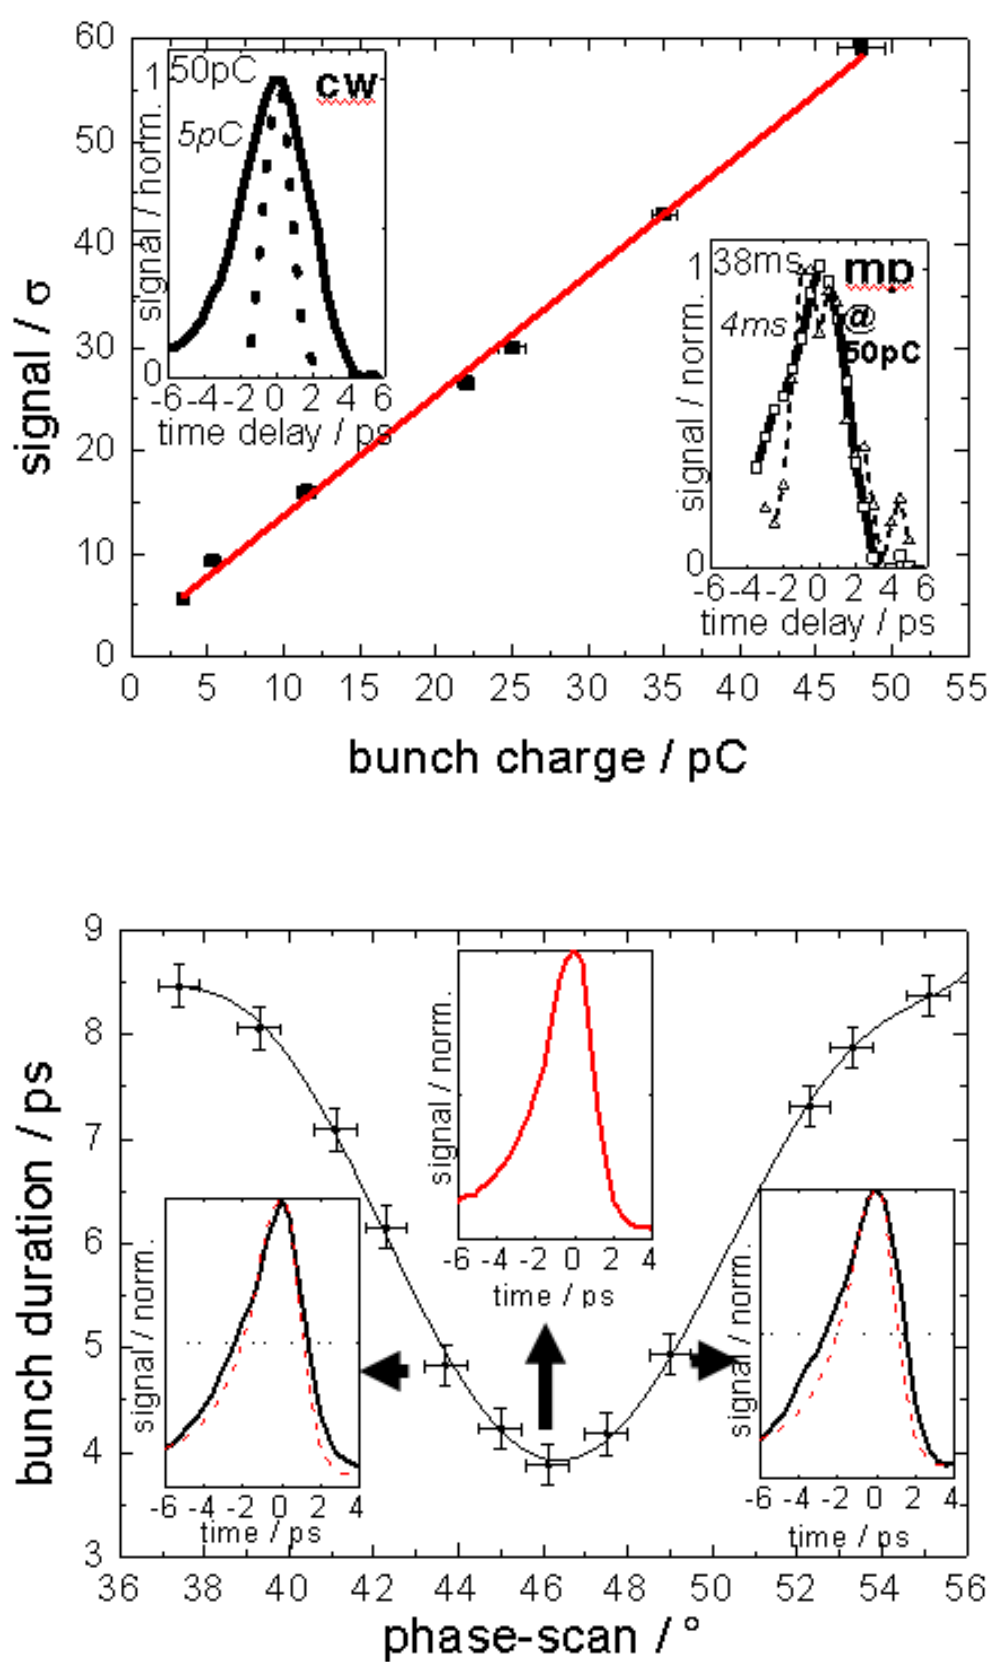 60
50
40
30
20
10
0
signal / σ
0 5 10 15 20 25 30 35 40 45 50 55
bunch charge / pC
1
50pC
cw
5pC
signal / norm.
0
-6 -4 -2 0 2 4 6
time delay / ps
1
38ms
mp
4ms
@
50pC
signal / norm.
0
-6 -4 -2 0 2 4 6
time delay / ps
9
8
7
6
5
4
3
bunch duration / ps
36 38 40 42 44 46 48 50 52 54 56
phase-scan / °
signal / norm.
-6 -4 -2 0 2 4
time / ps
signal / norm.
-6 -4 -2 0 2 4
time / ps
signal / norm.
-6 -4 -2 0 2 4
time / ps